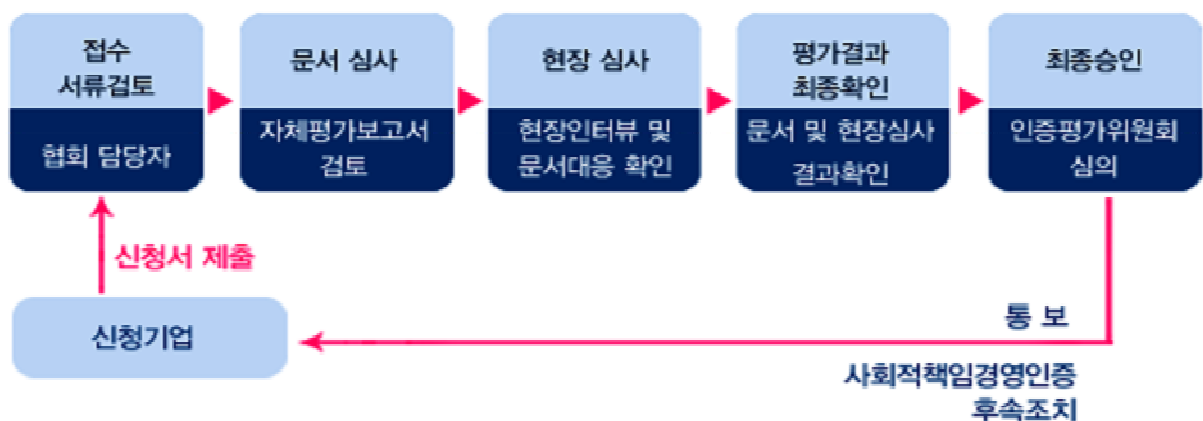 접수
서류검토
협회 담당자
문서 심사
자체평가보고서
검토
현장 심사
현장인터뷰 및
문서대응 확인
평가결과
최종확인
문서 및 현장심사
결과확인
최종승인
인증평가위원회
심의
신청서 제출
신청기업
통 보
사회적책임경영인증
후속조치